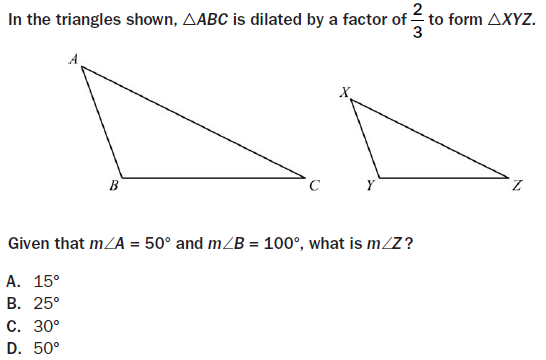 In the triangles shown, △ABC is dilated by a factor of 2/3 to form △XYZ.
A
X
B
C
Y
Z
Given that m∠A = 50° and m∠B = 100°, what is m∠Z?
A. 15°
B. 25°
C. 30°
D. 50°